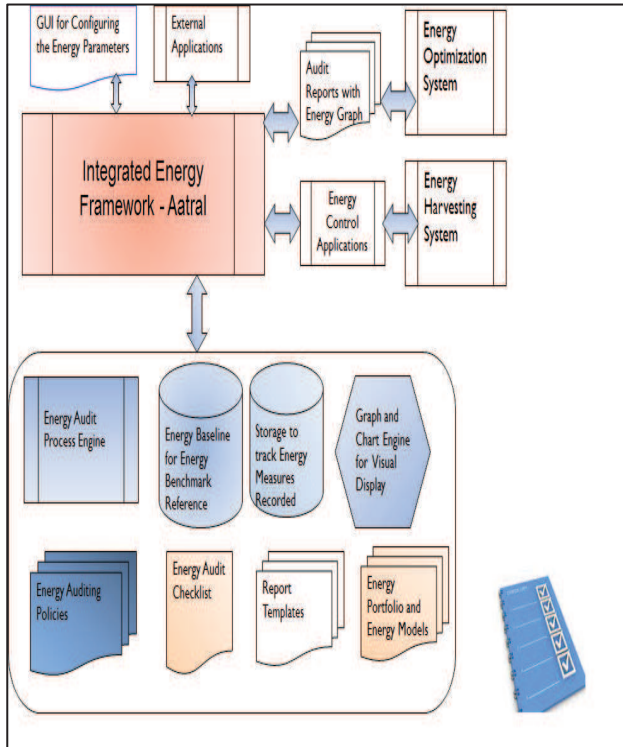 GUI for Configuring
the Energy Parameters
External
Applications
Audit
Reports with
Energy Graph
Energy
Optimization
System
Integrated Energy
Framework - Aatral
Energy
Control
Applications
Energy
Harvesting
System
Energy Audit
Process Engine
Energy Baseline
for Energy
Benchmark
Reference
Storage to
track Energy
Measures
Recorded
Graph and
Chart Engine
for Visual
Display
Energy Auditing
Policies
Energy Audit
Checklist
Report
Templates
Energy
Portfolio and
Energy Models